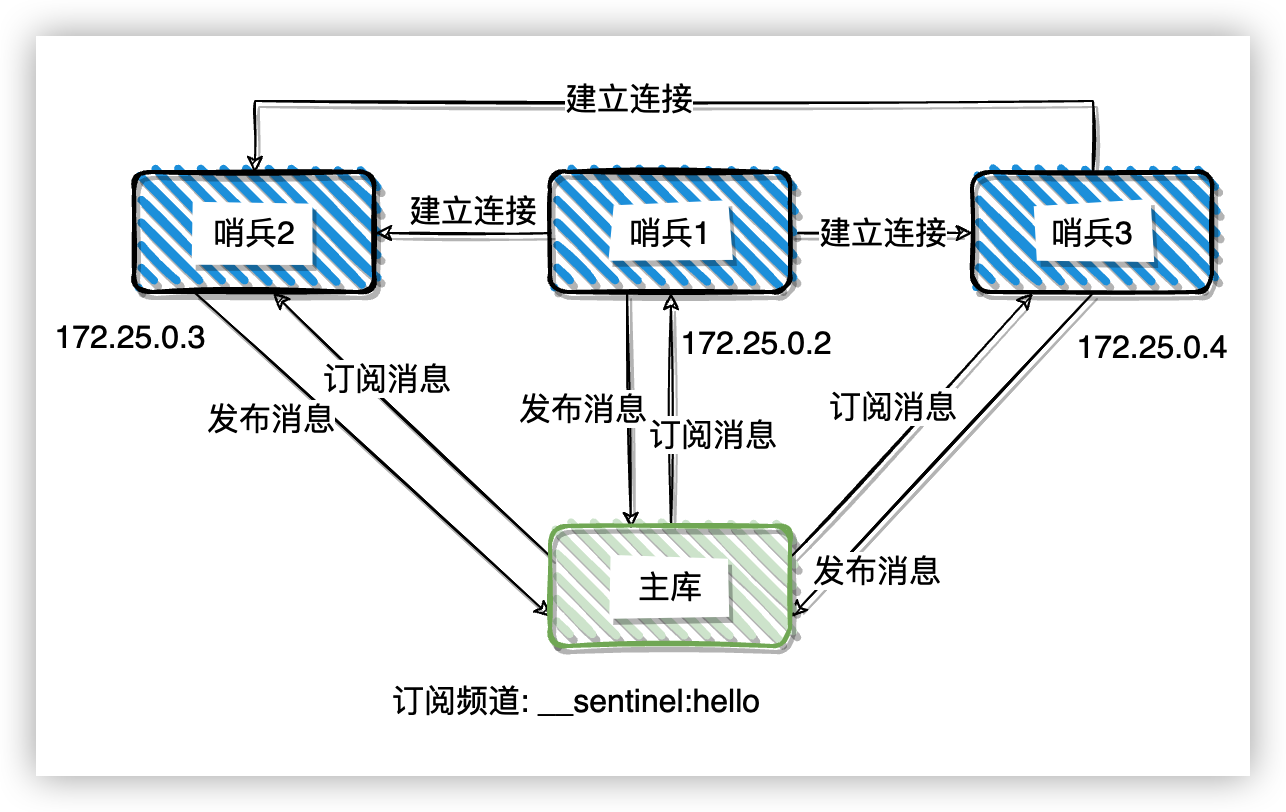 建立连接
哨兵2
建立连接
哨兵1
建立连接
哨兵3
172.25.0.3
172.25.0.2
172.25.0.4
订阅消息
发布消息
发布消息
订阅消息
订阅消息
发布消息
主库
订阅频道: __sentinel:hello